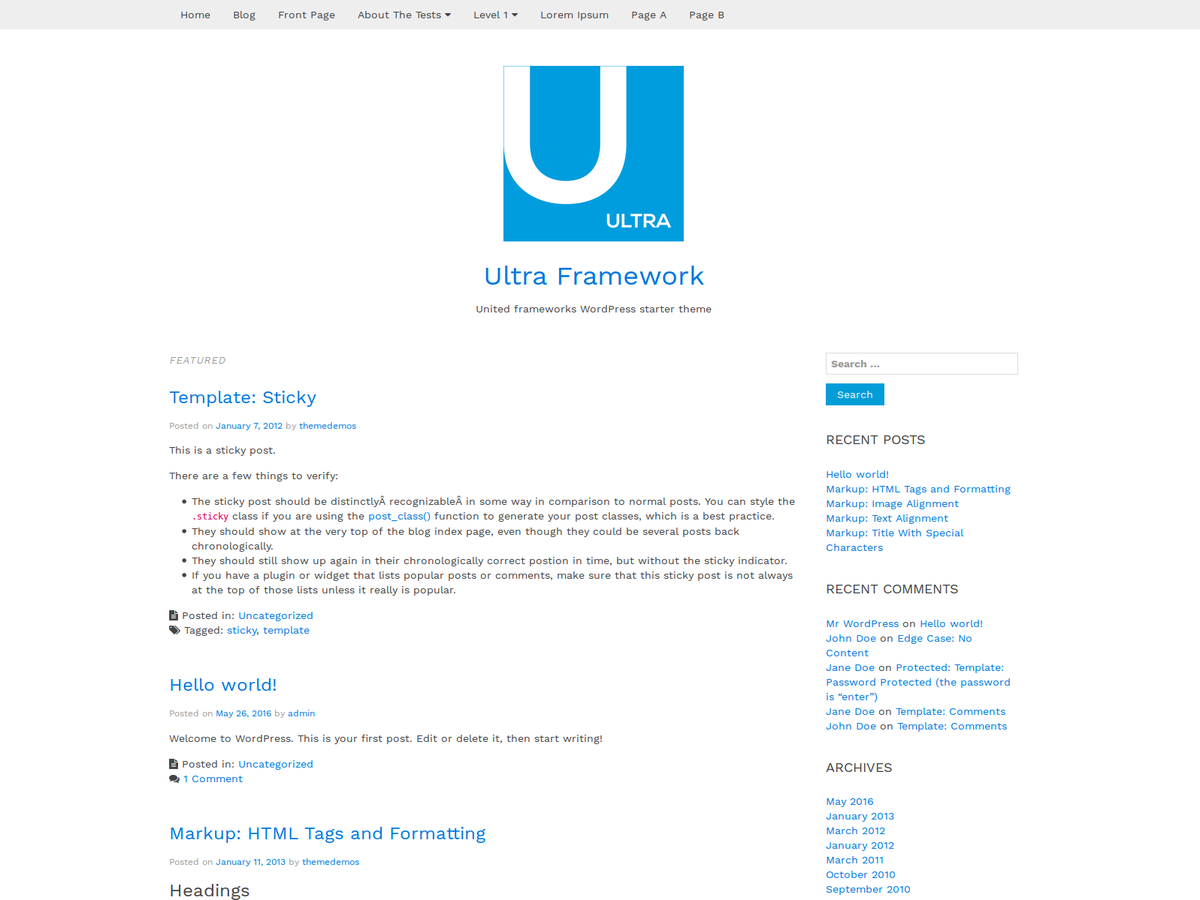 Home Blog Front Page About The Tests Level 1 Lorem Ipsum Page A Page B
U
ULTRA
Ultra Framework
United frameworks WordPress starter theme
FEATURED
Template: Sticky
Posted on January 7, 2012 by themedemos
This is a sticky post.
There are a few things to verify:
• The sticky post should be distinctlyÂ recognizableÂ in some way in comparison to normal posts. You can style the
.sticky class if you are using the post_class() function to generate your post classes, which is a best practice.
• They should show at the very top of the blog index page, even though they could be several posts back
chronologically.
• They should still show up again in their chronologically correct postion in time, but without the sticky indicator.
• If you have a plugin or widget that lists popular posts or comments, make sure that this sticky post is not always
at the top of those lists unless it really is popular.
Posted in: Uncategorized
Tagged: sticky, template
Hello world!
Posted on May 26, 2016 by admin
Welcome to WordPress. This is your first post. Edit or delete it, then start writing!
Posted in: Uncategorized
1 Comment
Markup: HTML Tags and Formatting
Posted on January 11, 2013 by themedemos
Headings
Search …
Search
RECENT POSTS
Hello world!
Markup: HTML Tags and Formatting
Markup: Image Alignment
Markup: Text Alignment
Markup: Title With Special
Characters
RECENT COMMENTS
Mr WordPress on Hello world!
John Doe on Edge Case: No
Content
Jane Doe on Protected: Template:
Password Protected (the password
is “enter”)
Jane Doe on Template: Comments
John Doe on Template: Comments
ARCHIVES
May 2016
January 2013
March 2012
January 2012
March 2011
October 2010
September 2010